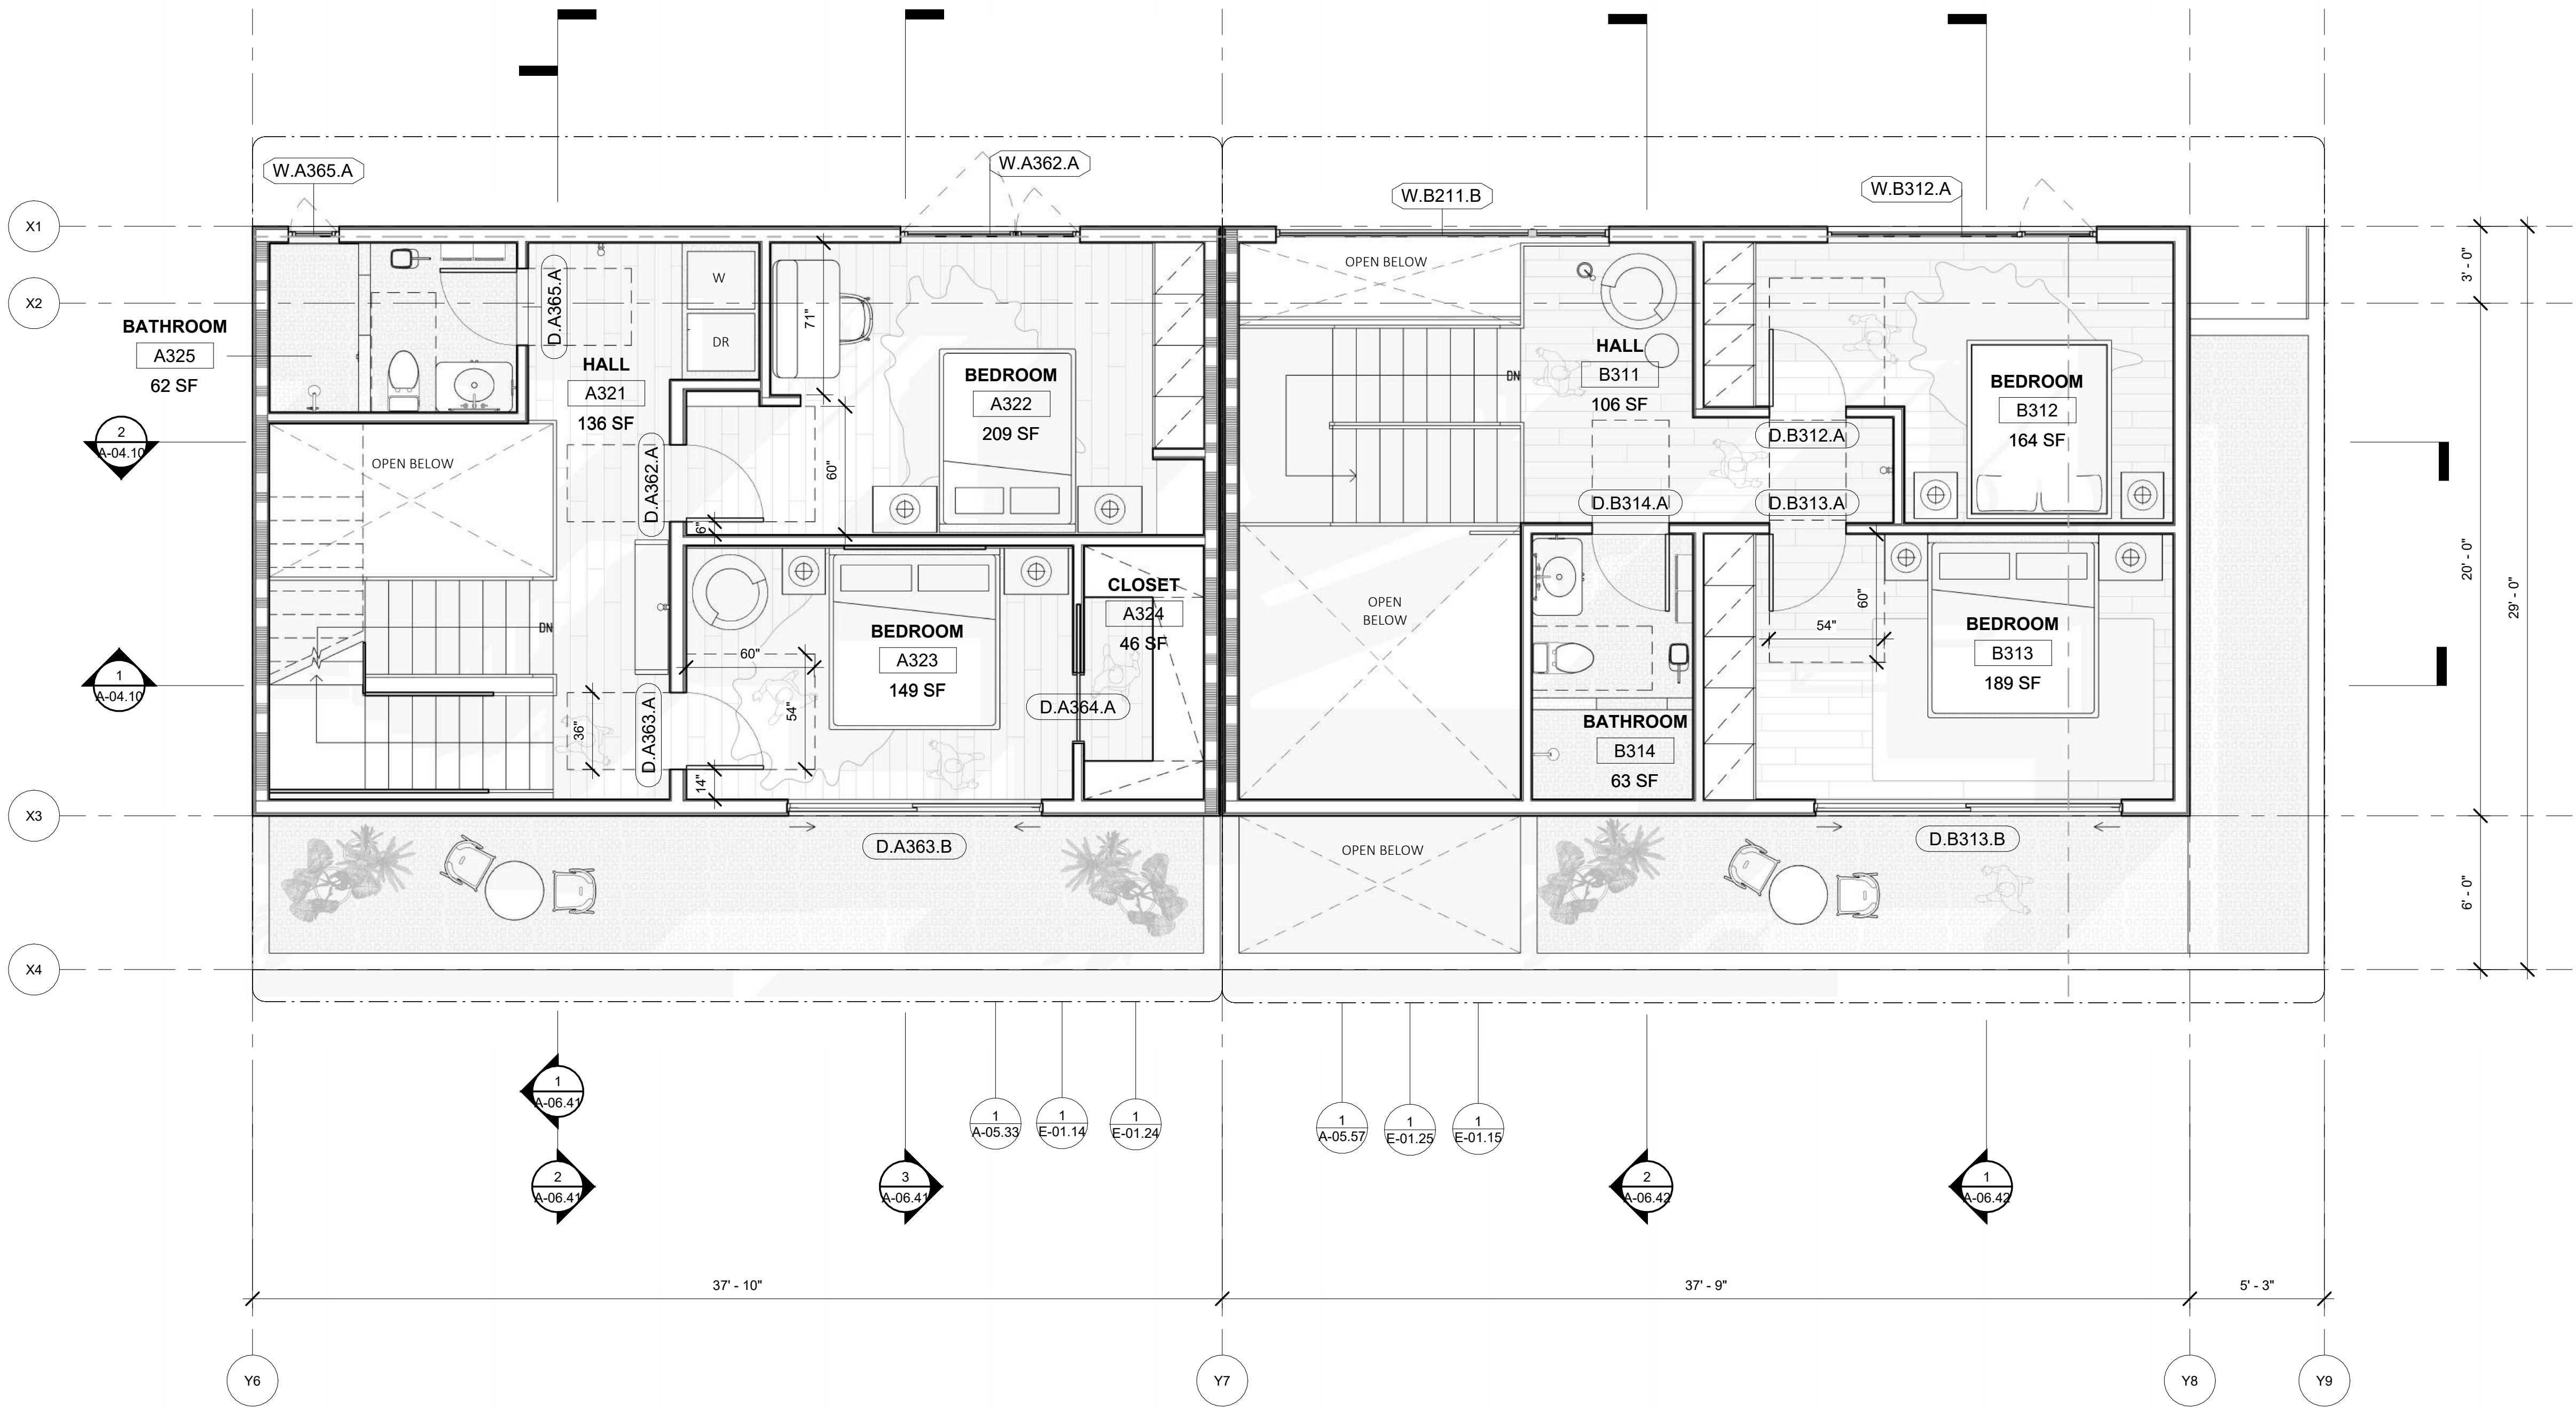 W.A365.A
W.A362.A
W.B211.B
W.B312.A
X1
X2
X3
X4
3' - 0"
20' - 0"
29' - 0"
6' - 0"
BATHROOM
A325
62 SF
D.A365.A
HALL
A321
136 SF
W
DR
71"
BEDROOM
A322
209 SF
D.A362.A
60"
6"
OPEN BELOW
DN
2
A-04.10
1
A-04.10
CLOSET
A324
46 SF
BEDROOM
A323
149 SF
60"
54"
36"
14"
D.A363.A
D.A364.A
D.A363.B
OPEN BELOW
DN
HALL
B311
106 SF
D.B314.A
D.B312.A
D.B313.A
BEDROOM
B312
164 SF
OPEN
BELOW
54"
60"
BEDROOM
B313
189 SF
BATHROOM
B314
63 SF
OPEN BELOW
D.B313.B
1
A-06.41
2
A-06.41
3
A-06.41
1
A-05.33
1
E-01.14
1
E-01.24
1
A-05.57
1
E-01.25
1
E-01.15
2
A-06.42
1
A-06.42
37' - 10"
37' - 9"
5' - 3"
Y6
Y7
Y8
Y9